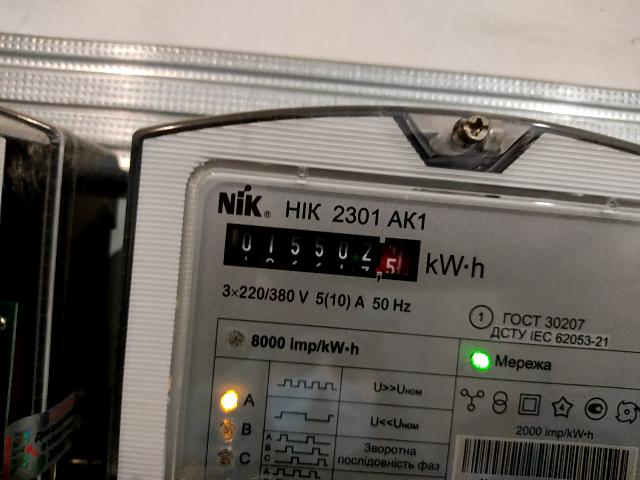 NiK® НІК 2301 АК1
015502,5 kW·h
3×220/380 V 5(10) A 50 Hz
1 ГОСТ 30207
ДСТУ IEC 62053-21
8000 imp/kW·h
Мережа
A
U>>Uном
B
U<<Uном
2000 imp/kW·h
C
A
B
C
Зворотна
послідовність фаз
A